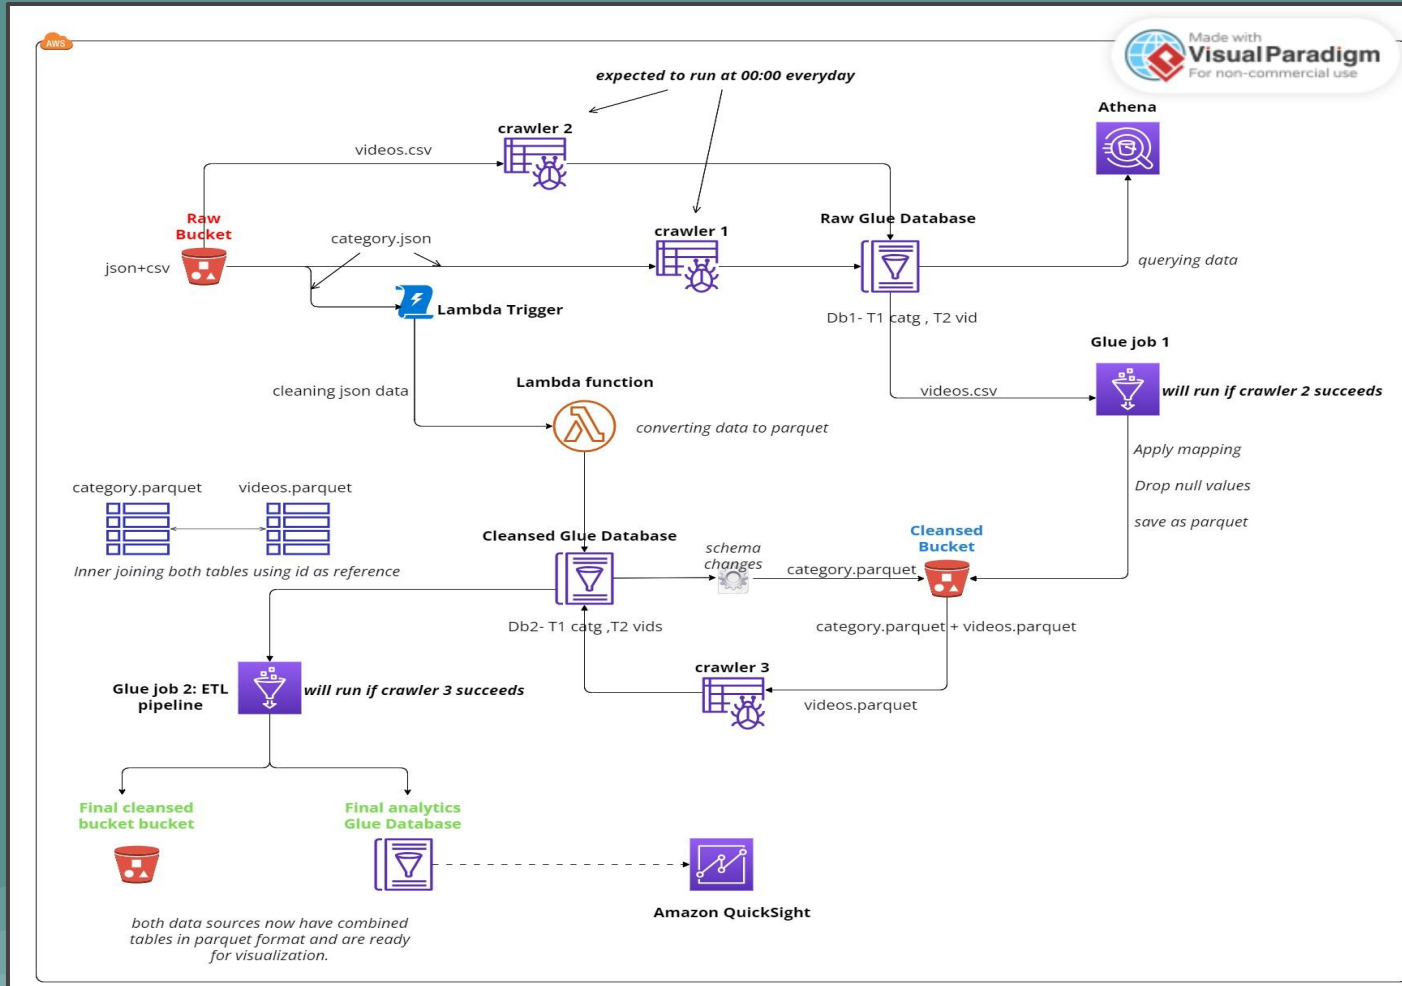 AWS
Made with
Visual Paradigm
For non-commercial use
expected to run at 00:00 everyday
Athena
crawler 2
videos.csv
Raw
Bucket
category.json
crawler 1
Raw Glue Database
json+csv
querying data
Lambda Trigger
Db1- T1 catg , T2 vid
Glue job 1
cleaning json data
Lambda function
videos.csv
will run if crawler 2 succeeds
converting data to parquet
Apply mapping
Drop null values
save as parquet
category.parquet
videos.parquet
Inner joining both tables using id as reference
Cleansed Glue Database
schema
changes
category.parquet
Cleansed
Bucket
Db2- T1 catg ,T2 vids
category.parquet + videos.parquet
crawler 3
videos.parquet
Glue job 2: ETL
pipeline
will run if crawler 3 succeeds
Final cleansed
bucket bucket
Final analytics
Glue Database
Amazon QuickSight
both data sources now have combined
tables in parquet format and are ready
for visualization.